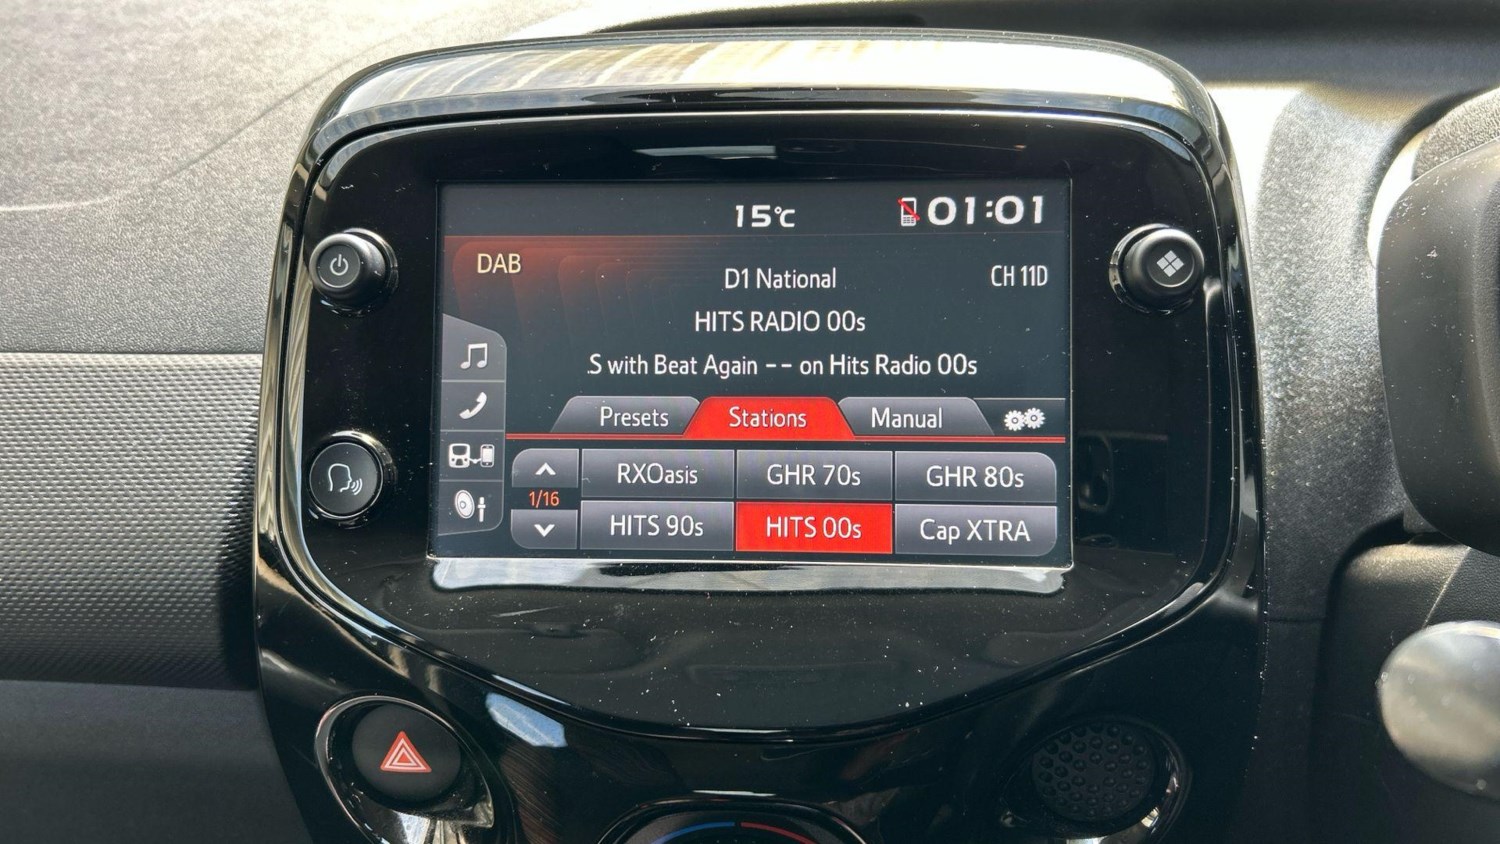 15°C 01:01
DAB
D1 National CH 11D
HITS RADIO 00s
.S with Beat Again -- on Hits Radio 00s
Presets Stations Manual
RXOasis GHR 70s GHR 80s
1/16
HITS 90s HITS 00s Cap XTRA